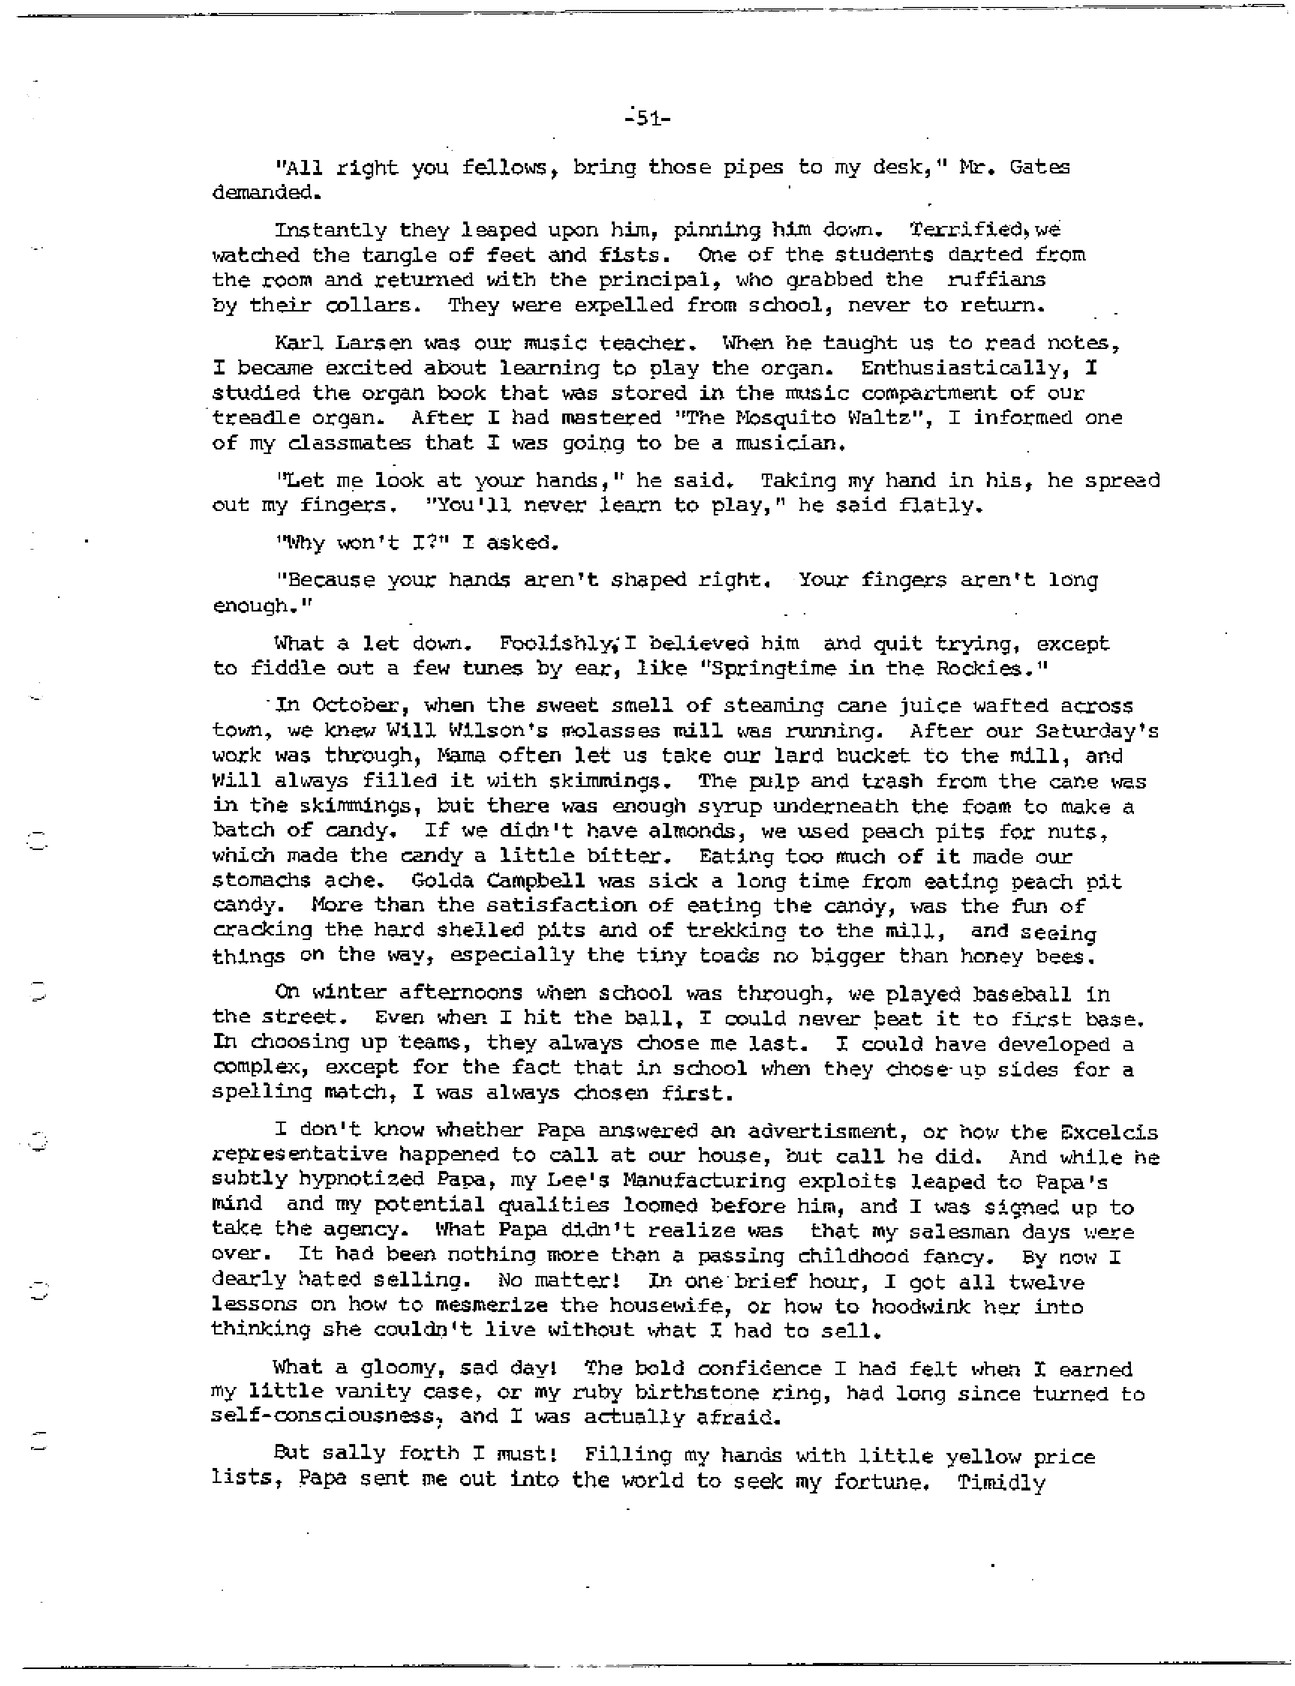 -51-
"All right you fellows, bring those pipes to my desk," Mr. Gates
demanded.
Instantly they leaped upon him, pinning him down. Terrified, we
watched the tangle of feet and fists. One of the students darted from
the room and returned with the principal, who grabbed the ruffians
by their collars. They were expelled from school, never to return.
Karl Larsen was our music teacher. When he taught us to read notes,
I became excited about learning to play the organ. Enthusiastically, I
studied the organ book that was stored in the music compartment of our
treadle organ. After I had mastered "The Mosquito Waltz", I informed one
of my classmates that I was going to be a musician.
"Let me look at your hands," he said. Taking my hand in his, he spread
out my fingers. "You'll never learn to play," he said flatly.
"Why won't I?" I asked.
"Because your hands aren't shaped right. Your fingers aren't long
enough."
What a let down. Foolishly, I believed him and quit trying, except
to fiddle out a few tunes by ear, like "Springtime in the Rockies."
In October, when the sweet smell of steaming cane juice wafted across
town, we knew Will Wilson's molasses mill was running. After our Saturday's
work was through, Mama often let us take our lard bucket to the mill, and
Will always filled it with skimmings. The pulp and trash from the cane was
in the skimmings, but there was enough syrup underneath the foam to make a
batch of candy. If we didn't have almonds, we used peach pits for nuts,
which made the candy a little bitter. Eating too much of it made our
stomachs ache. Golda Campbell was sick a long time from eating peach pit
candy. More than the satisfaction of eating the candy, was the fun of
cracking the hard shelled pits and of trekking to the mill, and seeing
things on the way, especially the tiny toads no bigger than honey bees.
On winter afternoons when school was through, we played baseball in
the street. Even when I hit the ball, I could never beat it to first base.
In choosing up teams, they always chose me last. I could have developed a
complex, except for the fact that in school when they chose up sides for a
spelling match, I was always chosen first.
I don't know whether Papa answered an advertisment, or how the Excelcis
representative happened to call at our house, but call he did. And while he
subtly hypnotized Papa, my Lee's Manufacturing exploits leaped to Papa's
mind and my potential qualities loomed before him, and I was signed up to
take the agency. What Papa didn't realize was that my salesman days were
over. It had been nothing more than a passing childhood fancy. By now I
dearly hated selling. No matter! In one brief hour, I got all twelve
lessons on how to mesmerize the housewife, or how to hoodwink her into
thinking she couldn't live without what I had to sell.
What a gloomy, sad day! The bold confidence I had felt when I earned
my little vanity case, or my ruby birthstone ring, had long since turned to
self-consciousness, and I was actually afraid.
But sally forth I must! Filling my hands with little yellow price
lists, Papa sent me out into the world to seek my fortune. Timidly